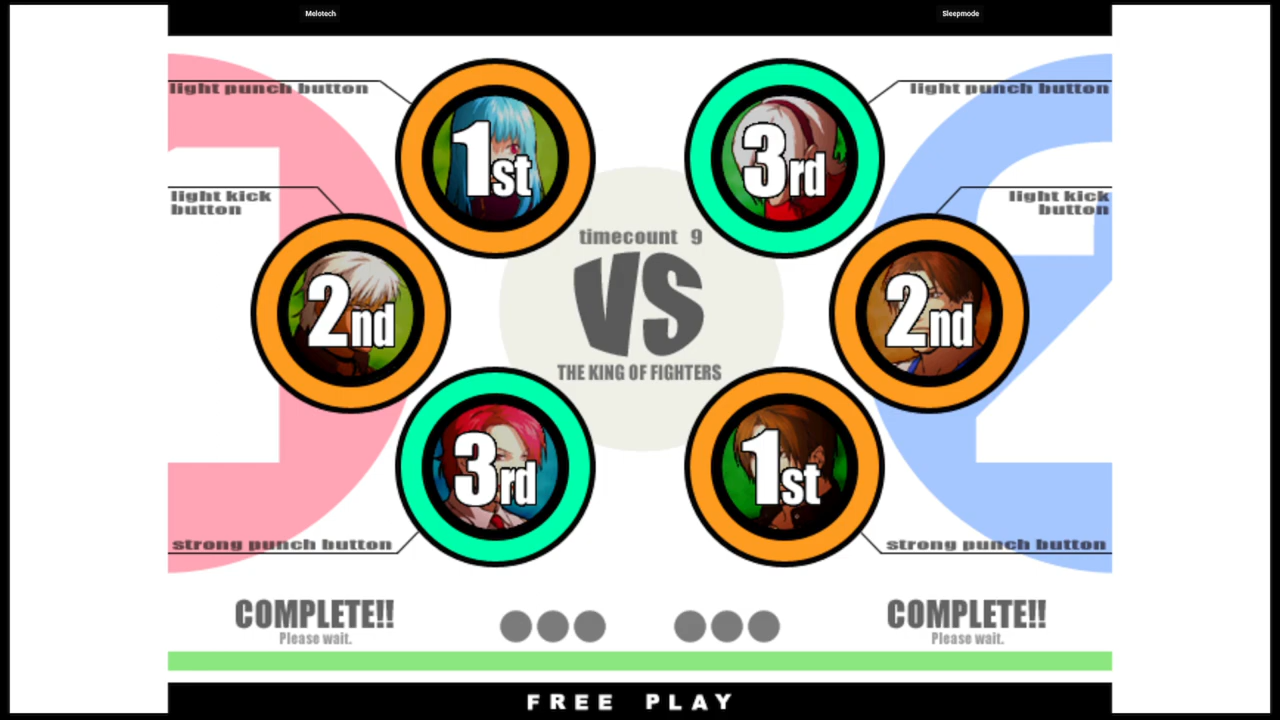 Melotech
Sleepmode
light punch button
light punch button
1st
3rd
light kick
button
light kick
button
timecount 9
2nd
VS
2nd
THE KING OF FIGHTERS
3rd
1st
strong punch button
strong punch button
COMPLETE!!
Please wait.
COMPLETE!!
Please wait.
FREE PLAY